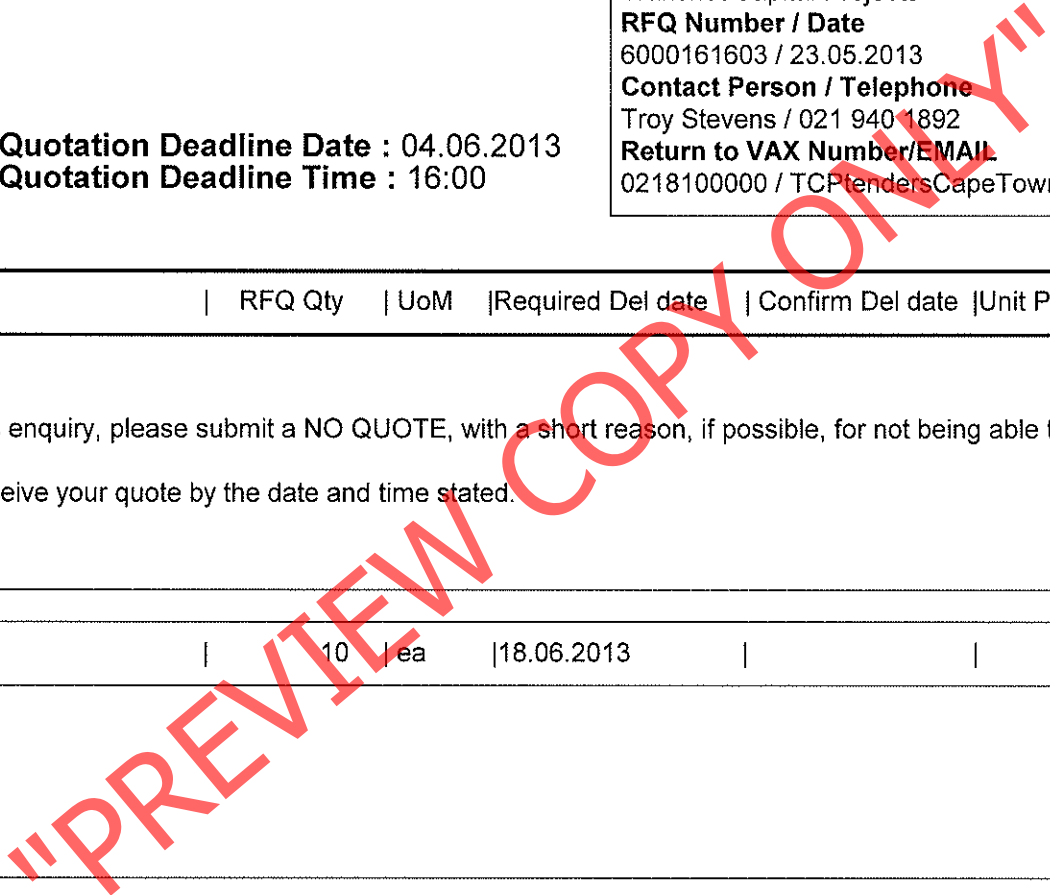 RFQ Number / Date
6000161603 / 23.05.2013
Contact Person / Telephone
Troy Stevens / 021 940 1892
Quotation Deadline Date : 04.06.2013
Return to VAX Number/EMAIL
Quotation Deadline Time : 16:00
0218100000 / TCPtendersCapeTown
| RFQ Qty | UoM |Required Del date | Confirm Del date |Unit P
enquiry, please submit a NO QUOTE, with a short reason, if possible, for not being able
eive your quote by the date and time stated.
| 10 | ea |18.06.2013 | |
"PREVIEW COPY ONLY"